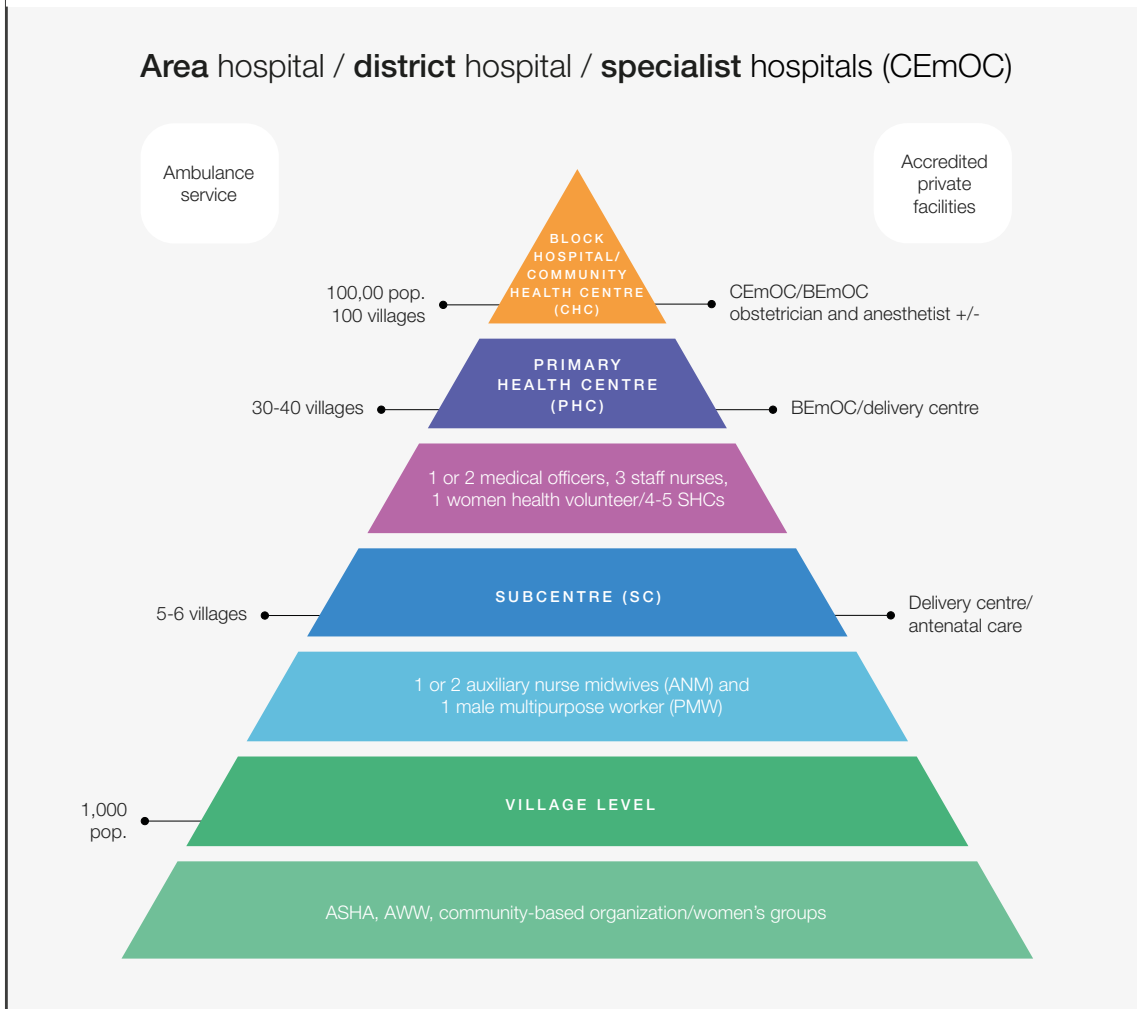 Area hospital / district hospital / specialist hospitals (CEmOC)
Ambulance
service
Accredited
private
facilities
BLOCK
HOSPITAL/
COMMUNITY
HEALTH CENTRE
(CHC)
100,00 pop.
100 villages
CEmOC/BEmOC
obstetrician and anesthetist +/-
PRIMARY
HEALTH CENTRE
(PHC)
30-40 villages
BEmOC/delivery centre
1 or 2 medical officers, 3 staff nurses,
1 women health volunteer/4-5 SHCs
SUBCENTRE (SC)
5-6 villages
Delivery centre/
antenatal care
1 or 2 auxiliary nurse midwives (ANM) and
1 male multipurpose worker (PMW)
VILLAGE LEVEL
1,000
pop.
ASHA, AWW, community-based organization/women's groups